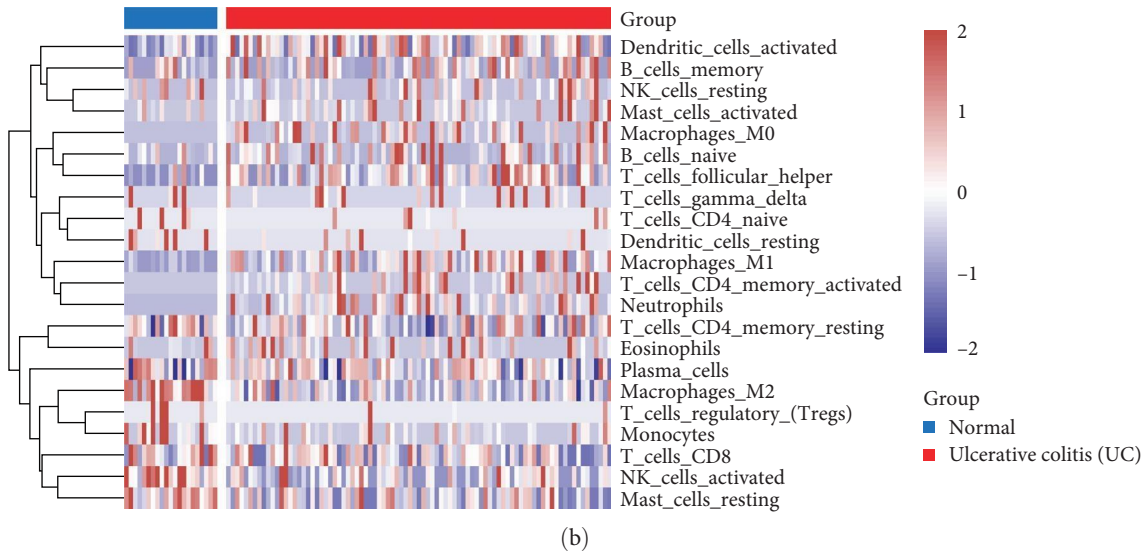 Group
Dendritic_cells_activated
B_cells_memory
NK_cells_resting
Mast_cells_activated
Macrophages_M0
B_cells_naive
T_cells_follicular_helper
T_cells_gamma_delta
T_cells_CD4_naive
Dendritic_cells_resting
Macrophages_M1
T_cells_CD4_memory_activated
Neutrophils
T_cells_CD4_memory_resting
Eosinophils
Plasma_cells
Macrophages_M2
T_cells_regulatory_(Tregs)
Monocytes
T_cells_CD8
NK_cells_activated
Mast_cells_resting
2
1
0
−1
−2
Group
Normal
Ulcerative colitis (UC)
(b)